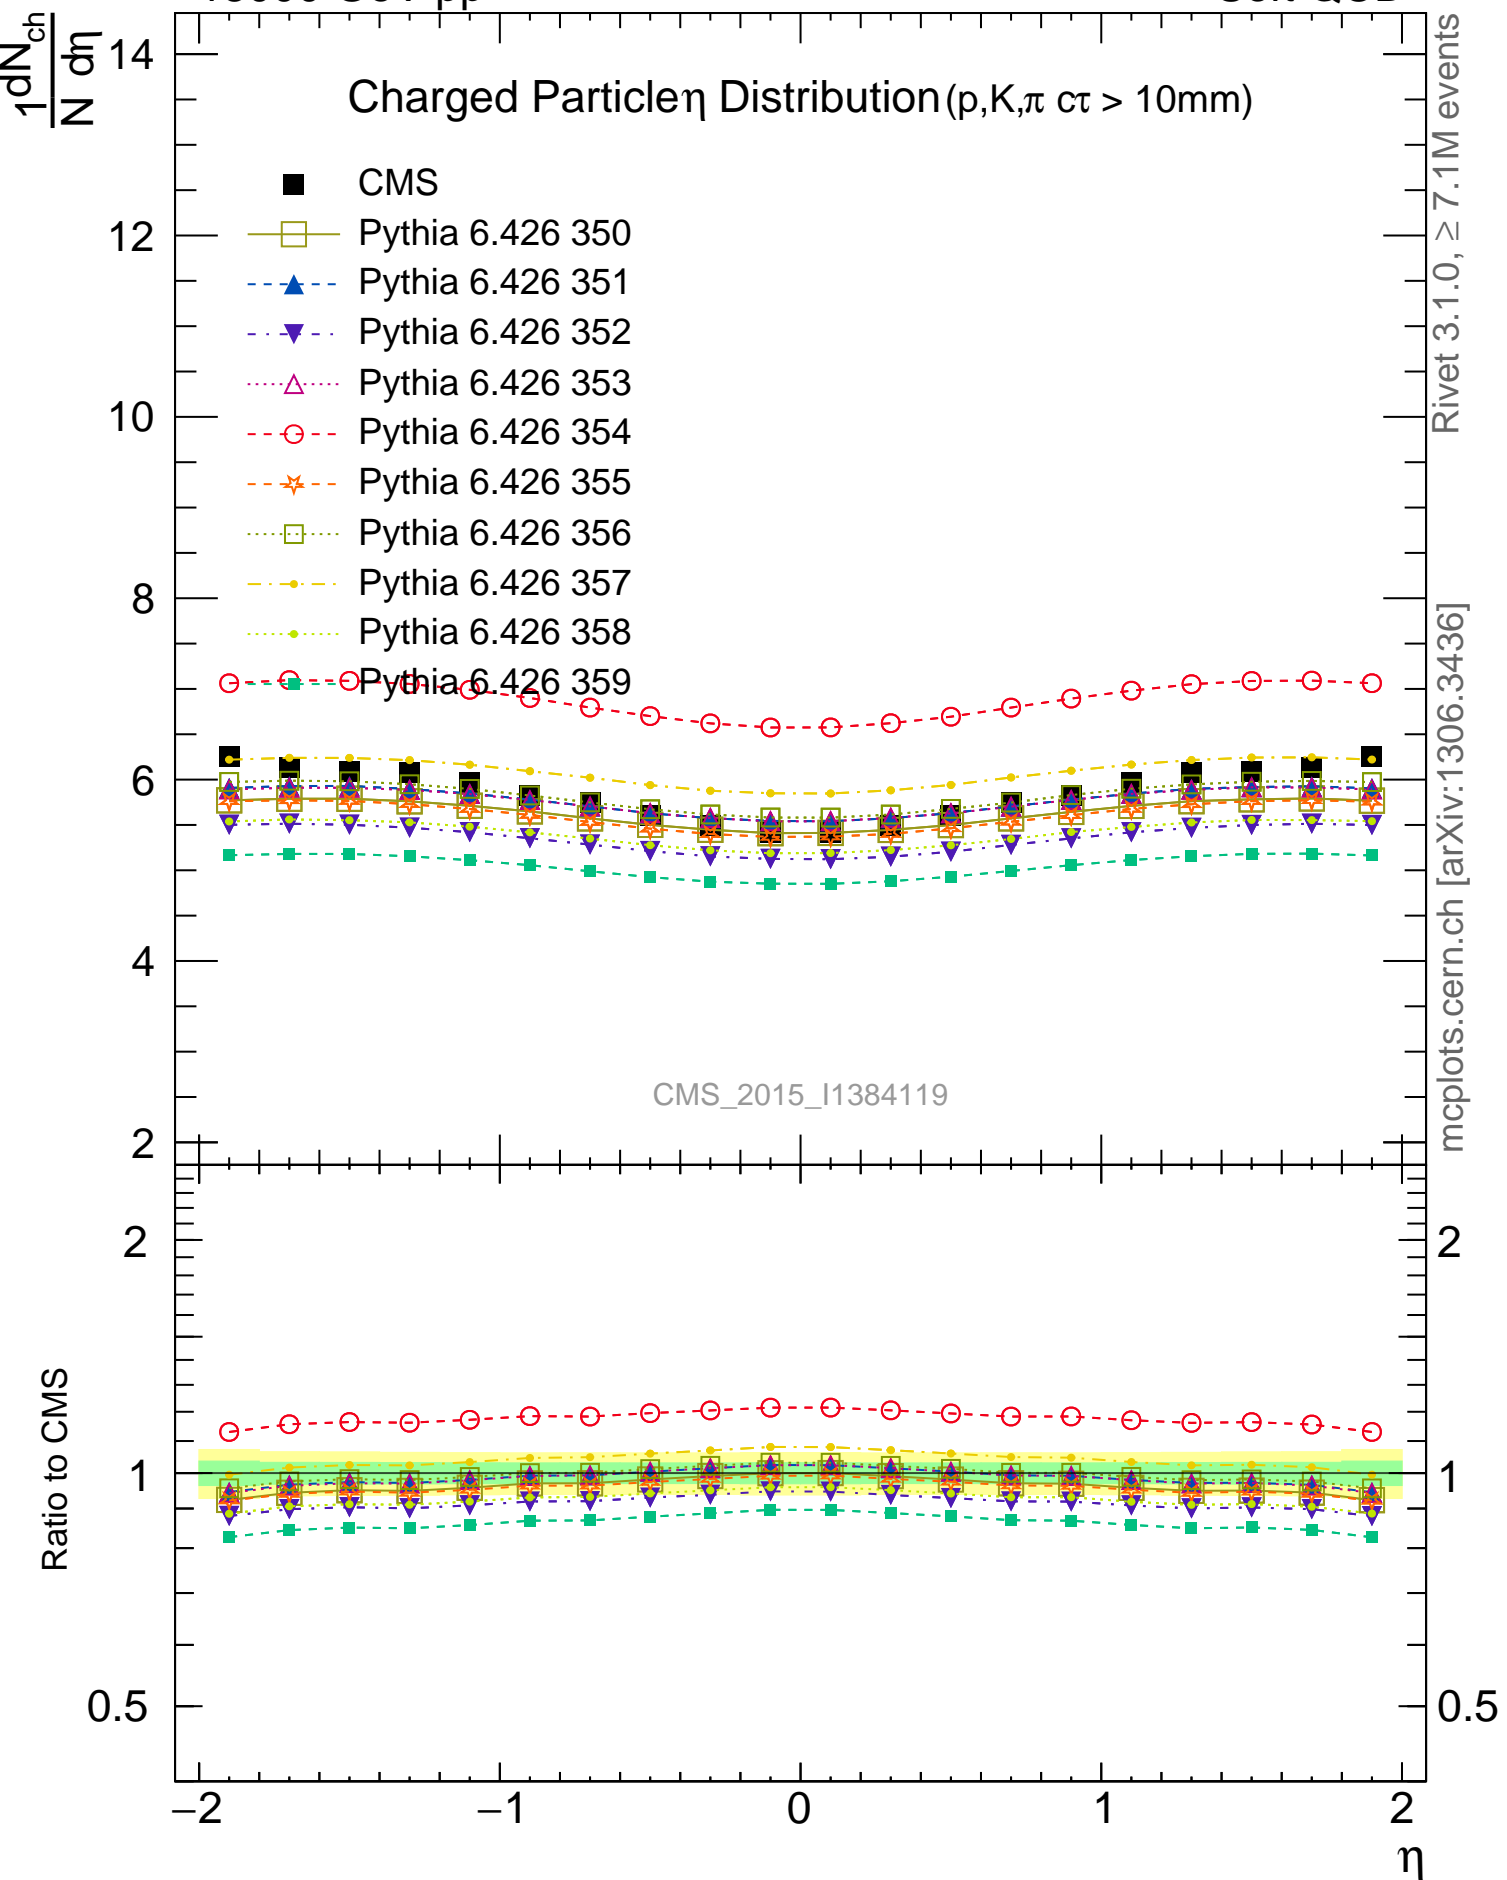 1 dN_ch
N dη
Charged Particleη Distribution (p,K,π cτ > 10mm)
CMS
Pythia 6.426 350
Pythia 6.426 351
Pythia 6.426 352
Pythia 6.426 353
Pythia 6.426 354
Pythia 6.426 355
Pythia 6.426 356
Pythia 6.426 357
Pythia 6.426 358
Pythia 6.426 359
14
12
10
8
6
4
2
CMS_2015_I1384119
Rivet 3.1.0, ≥ 7.1M events
mcplots.cern.ch [arXiv:1306.3436]
Ratio to CMS
2
1
0.5
2
1
0.5
−2
−1
0
1
2
η